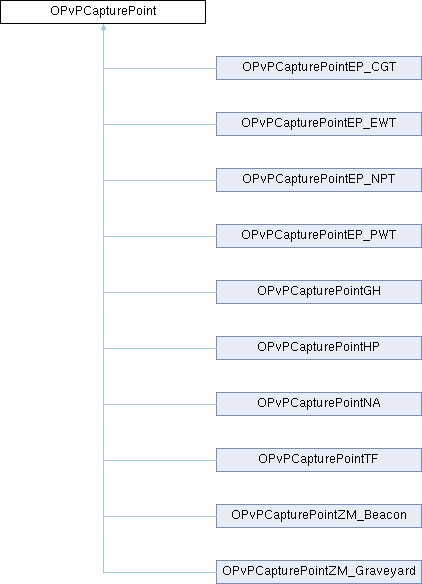 OPvPCapturePoint
OPvPCapturePointEP_CGT
OPvPCapturePointEP_EWT
OPvPCapturePointEP_NPT
OPvPCapturePointEP_PWT
OPvPCapturePointGH
OPvPCapturePointHP
OPvPCapturePointNA
OPvPCapturePointTF
OPvPCapturePointZM_Beacon
OPvPCapturePointZM_Graveyard